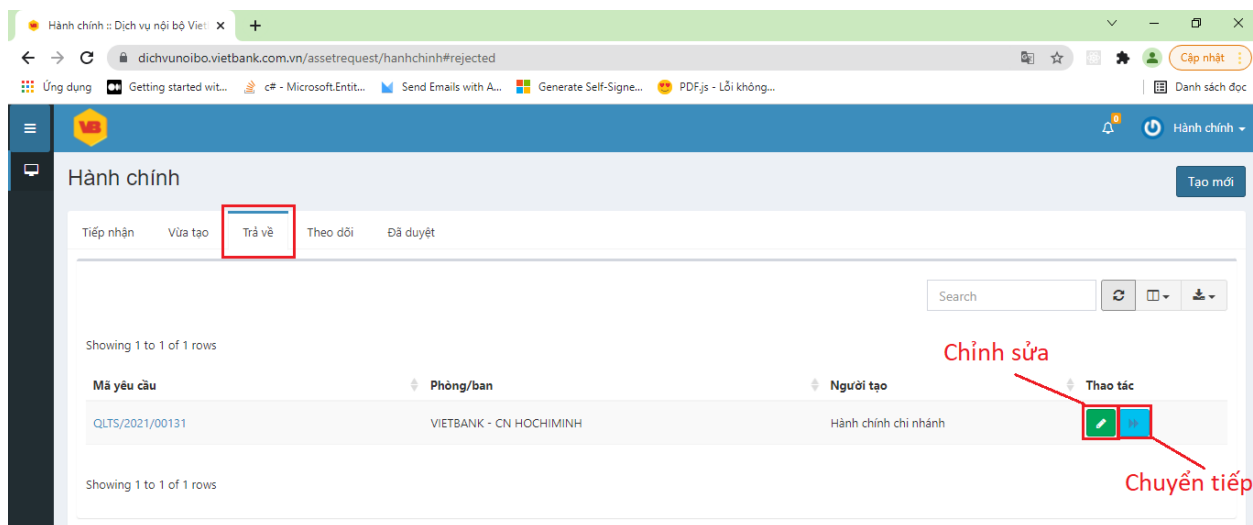 Hành chính :: Dịch vụ nội bộ Viet
dichvunoibo.vietbank.com.vn/assetrequest/hanhchinh#rejected
Cập nhật
Ứng dụng Getting started wit... c# - Microsoft.Entit... Send Emails with A... Generate Self-Signe... PDF.js - Lỗi không... Danh sách đọc
VB 0 Hành chính
Hành chính
Tạo mới
Tiếp nhận Vừa tạo Trả về Theo dõi Đã duyệt
Search
Showing 1 to 1 of 1 rows
Chỉnh sửa
Mã yêu cầu Phòng/ban Người tạo Thao tác
QLTS/2021/00131 VIETBANK - CN HOCHIMINH Hành chính chi nhánh
Chuyển tiếp
Showing 1 to 1 of 1 rows